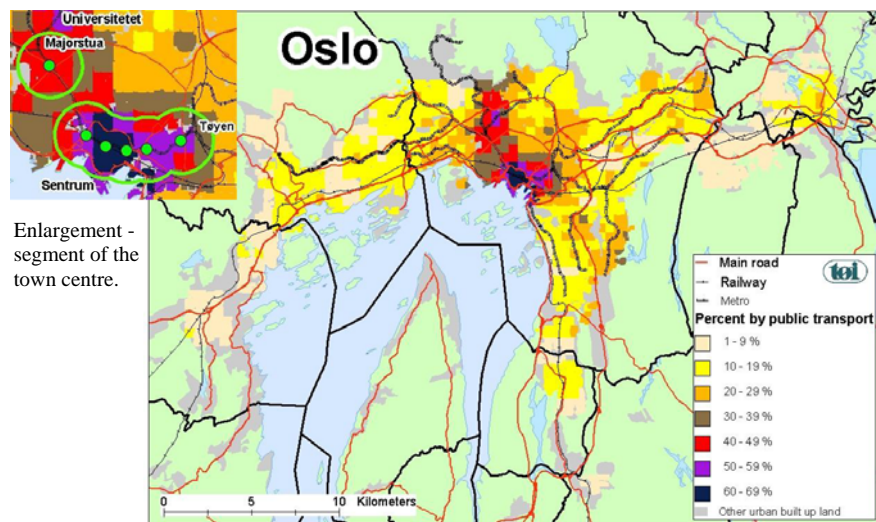 Universitetet
Majorstua
Tøyen
Sentrum
Oslo
Enlargement -
segment of the
town centre.
Main road
Railway
Metro
tøi
Percent by public transport
1 - 9 %
10 - 19 %
20 - 29 %
30 - 39 %
40 - 49 %
50 - 59 %
60 - 69 %
Other urban built up land
0 5 10 Kilometers